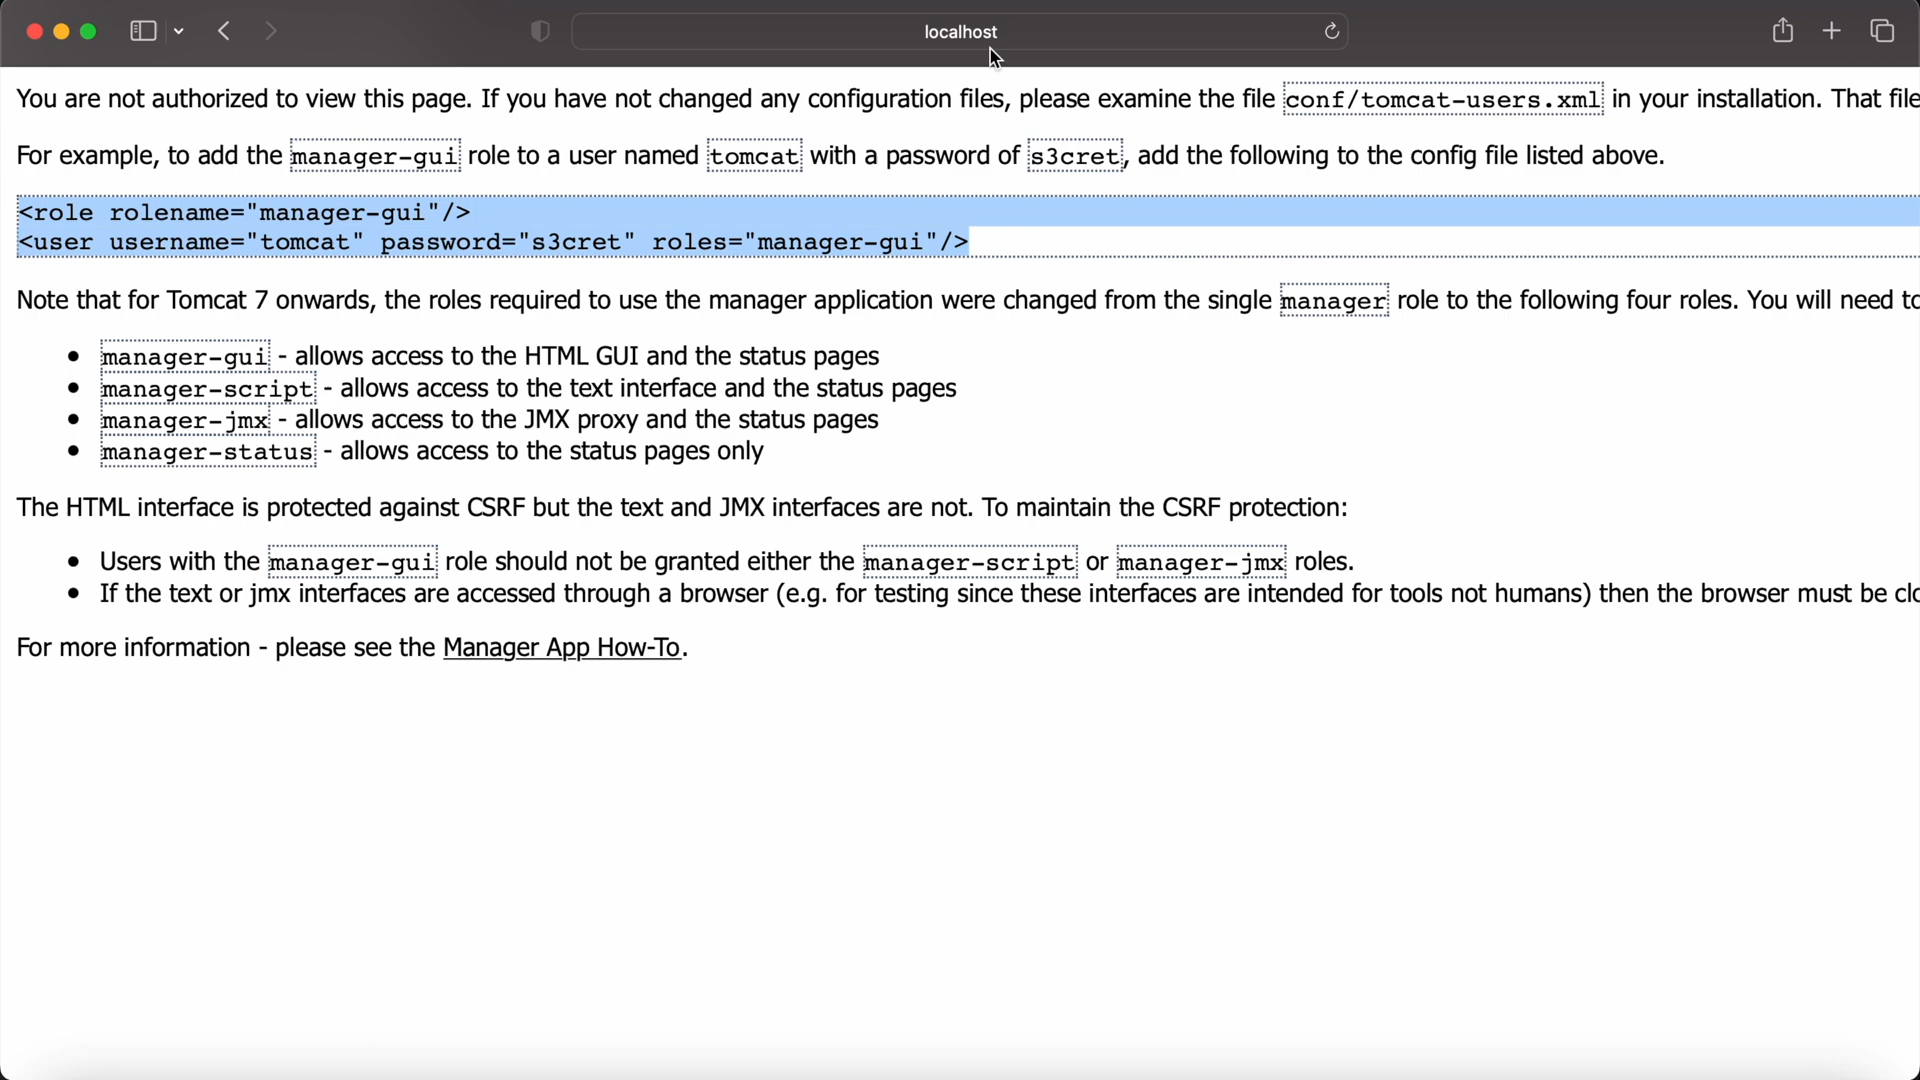 localhost
You are not authorized to view this page. If you have not changed any configuration files, please examine the file conf/tomcat-users.xml in your installation. That file
For example, to add the manager-gui role to a user named tomcat with a password of s3cret, add the following to the config file listed above.
<role rolename="manager-gui"/>
<user username="tomcat" password="s3cret" roles="manager-gui"/>
Note that for Tomcat 7 onwards, the roles required to use the manager application were changed from the single manager role to the following four roles. You will need to
• manager-gui - allows access to the HTML GUI and the status pages
• manager-script - allows access to the text interface and the status pages
• manager-jmx - allows access to the JMX proxy and the status pages
• manager-status - allows access to the status pages only
The HTML interface is protected against CSRF but the text and JMX interfaces are not. To maintain the CSRF protection:
• Users with the manager-gui role should not be granted either the manager-script or manager-jmx roles.
• If the text or jmx interfaces are accessed through a browser (e.g. for testing since these interfaces are intended for tools not humans) then the browser must be
For more information - please see the Manager App How-To.